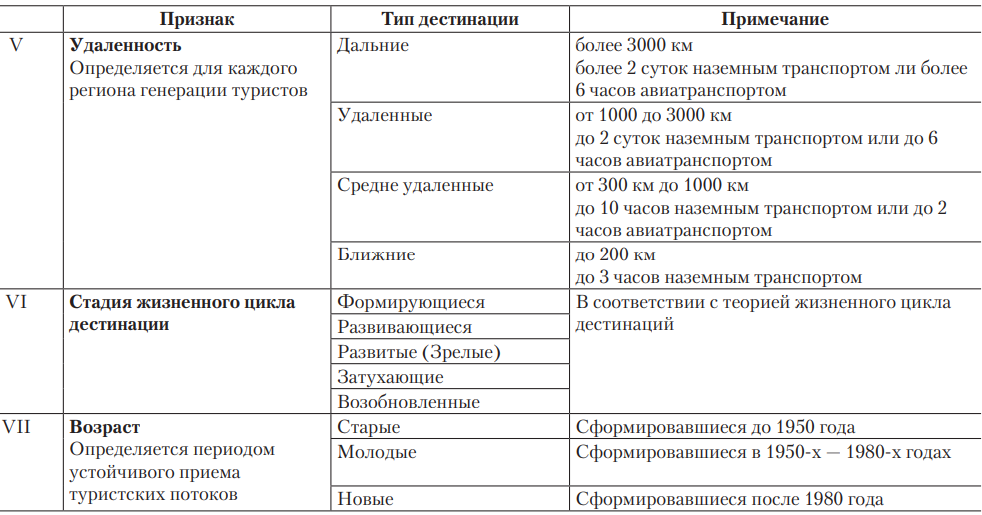 Признак Тип дестинации Примечание
V Удаленность Дальние более 3000 км
Определяется для каждого более 2 суток наземным транспортом ли более
региона генерации туристов 6 часов авиатранспортом
Удаленные от 1000 до 3000 км
до 2 суток наземным транспортом или до 6
часов авиатранспортом
Средне удаленные от 300 км до 1000 км
до 10 часов наземным транспортом или до 2
часов авиатранспортом
Ближние до 200 км
до 3 часов наземным транспортом
VI Стадия жизненного цикла Формирующиеся В соответствии с теорией жизненного цикла
дестинации Развивающиеся дестинаций
Развитые (Зрелые)
Затухающие
Возобновленные
VII Возраст Старые Сформировавшиеся до 1950 года
Определяется периодом Молодые Сформировавшиеся в 1950-х — 1980-х годах
устойчивого приема
туристских потоков Новые Сформировавшиеся после 1980 года